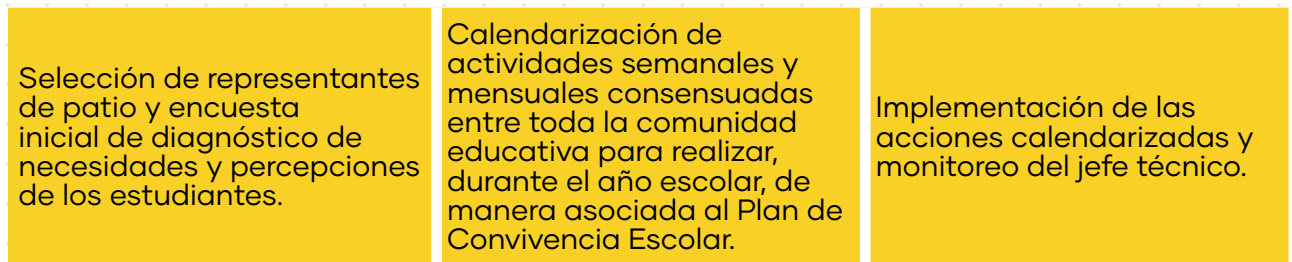 Selección de representantes
de patio y encuesta
inicial de diagnóstico de
necesidades y percepciones
de los estudiantes.
Calendarización de
actividades semanales y
mensuales consensuadas
entre toda la comunidad
educativa para realizar,
durante el año escolar, de
manera asociada al Plan de
Convivencia Escolar.
Implementación de las
acciones calendarizadas y
monitoreo del jefe técnico.